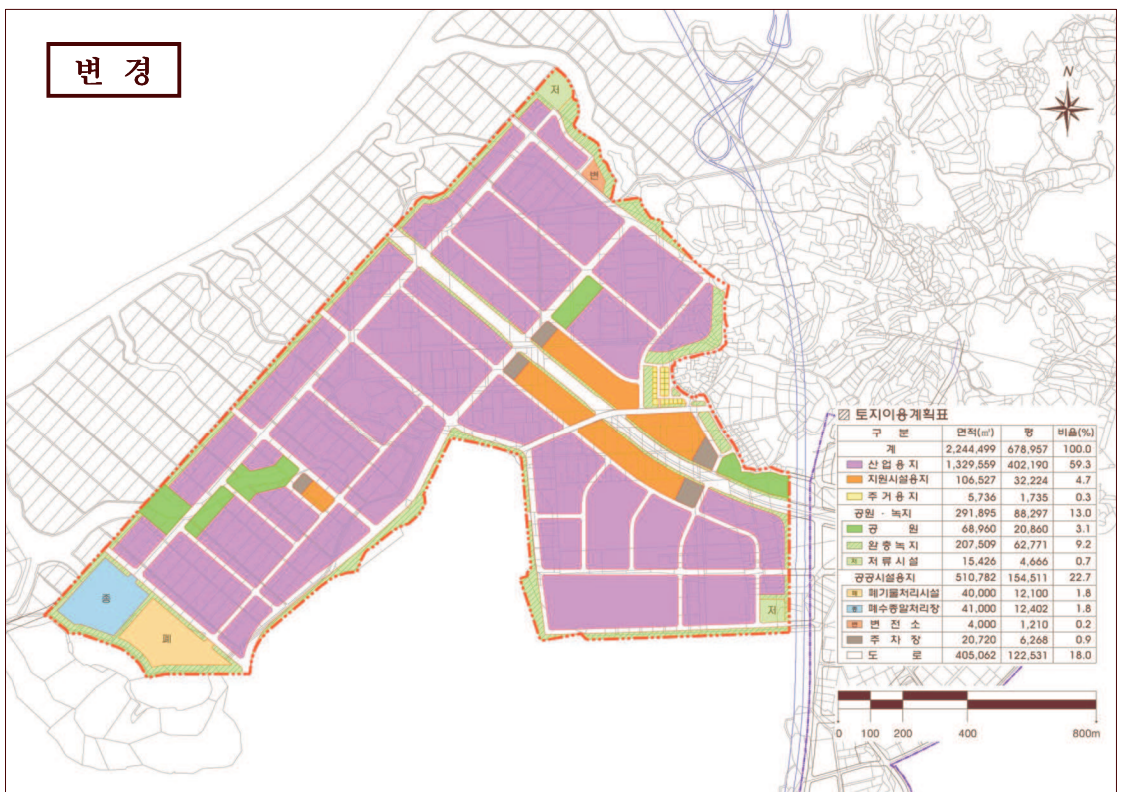 변 경
N
저
변
토지이용계획표
구 분 면적(㎡) 평 비율(%)
계 2,244,499 678,957 100.0
산업용지 1,329,559 402,190 59.3
지원시설용지 106,527 32,224 4.7
주거용지 5,736 1,735 0.3
공원 - 녹지 291,895 88,297 13.0
공 원 68,960 20,860 3.1
완충녹지 207,509 62,771 9.2
저 저류시설 15,426 4,666 0.7
공공시설용지 510,782 154,511 22.7
폐기물처리시설 40,000 12,100 1.8
폐수종말처리장 41,000 12,402 1.8
변전소 4,000 1,210 0.2
주차장 20,720 6,268 0.9
도 로 405,062 122,531 18.0
종
폐
저
0 100 200 400 800m